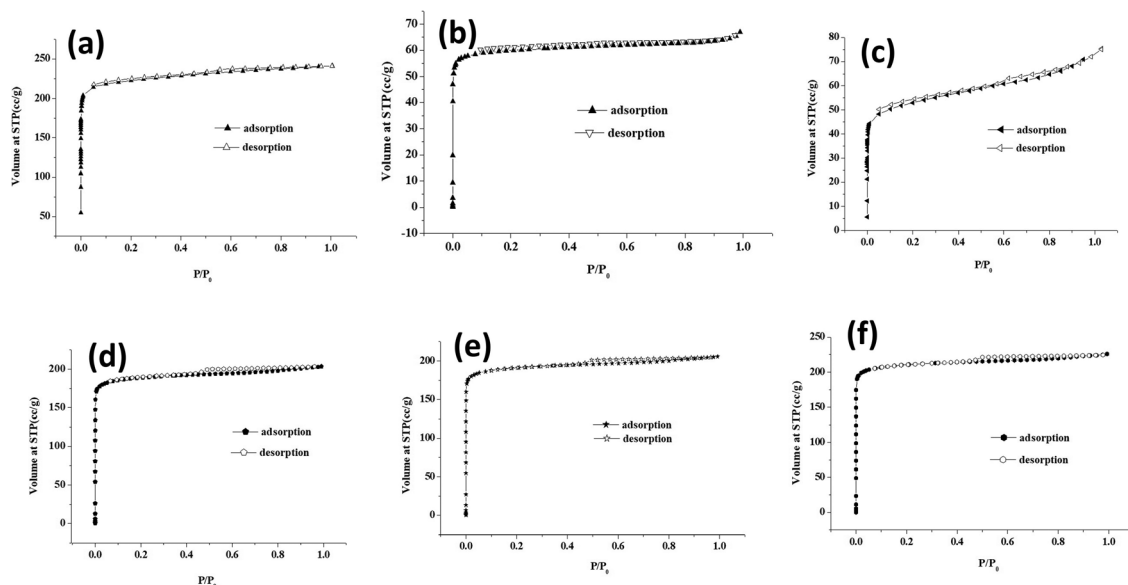 (a)
Volume at STP(cc/g)
250
200
150
100
50
adsorption
desorption
0.0 0.2 0.4 0.6 0.8 1.0
P/P0
(b)
Volume at STP (cc/g)
70
60
50
40
30
20
10
0
-10
adsorption
desorption
0.0 0.2 0.4 0.6 0.8 1.0
P/P0
(c)
Volume at STP (cc/g)
80
70
60
50
40
30
20
10
0
adsorption
desorption
0.0 0.2 0.4 0.6 0.8 1.0
P/P0
(d)
Volume at STP(cc/g)
200
150
100
50
0
adsorption
desorption
0.0 0.2 0.4 0.6 0.8 1.0
P/P0
(e)
Volume at STP(cc/g)
200
150
100
50
0
adsorption
desorption
0.0 0.2 0.4 0.6 0.8 1.0
P/P0
(f)
Volume at STP(cc/g)
250
200
150
100
50
0
adsorption
desorption
0.0 0.2 0.4 0.6 0.8 1.0
P/P0